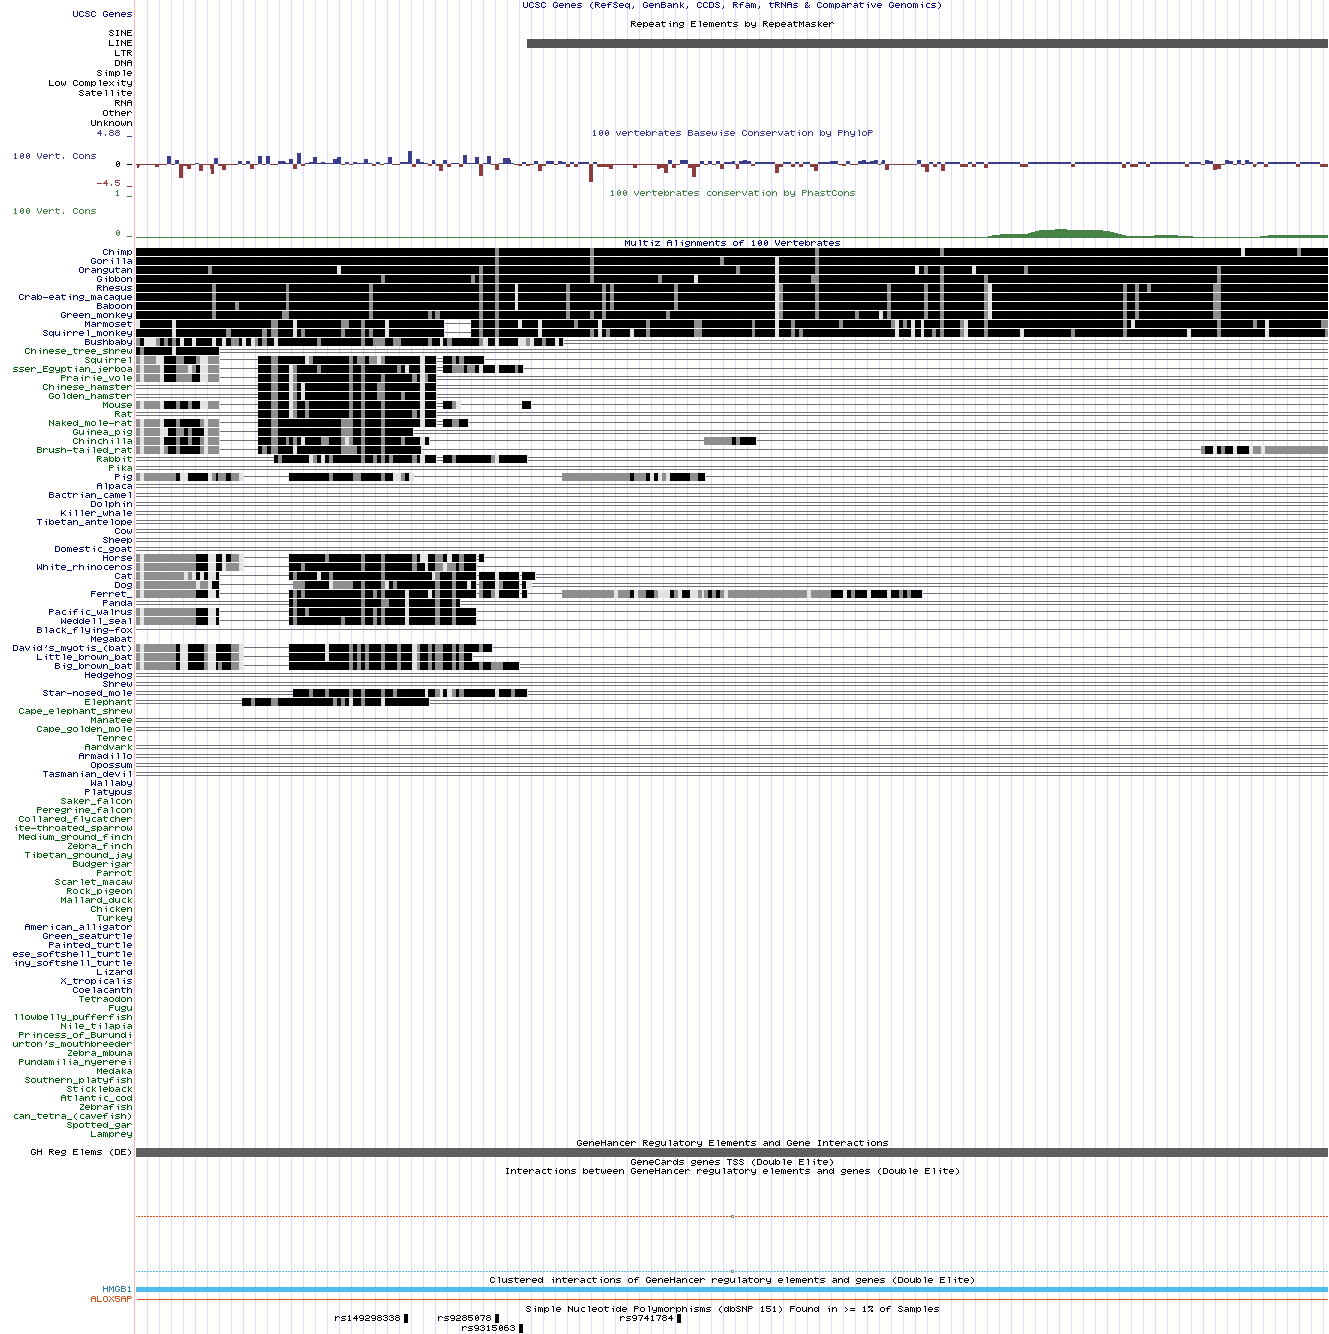 UCSC Genes (RefSeq, GenBank, CCDS, Rfam, tRNAs & Comparative Genomics)
UCSC Genes
Repeating Elements by RepeatMasker
SINE
LINE
LTR
DNA
Simple
Low Complexity
Satellite
RNA
Other
Unknown
4.88 _
100 vertebrates Basewise Conservation by PhyloP
100 Vert. Cons
0 _
-4.5 _
1 _
100 vertebrates conservation by PhastCons
100 Vert. Cons
0 _
Multiz Alignments of 100 Vertebrates
Chimp
Gorilla
Orangutan
Gibbon
Rhesus
Crab-eating_macaque
Baboon
Green_monkey
Marmoset
Squirrel_monkey
Bushbaby
Chinese_tree_shrew
Squirrel
sser_Egyptian_jerboa
Prairie_vole
Chinese_hamster
Golden_hamster
Mouse
Rat
Naked_mole-rat
Guinea_pig
Chinchilla
Brush-tailed_rat
Rabbit
Pika
Pig
Alpaca
Bactrian_camel
Dolphin
Killer_whale
Tibetan_antelope
Cow
Sheep
Domestic_goat
Horse
White_rhinoceros
Cat
Dog
Ferret_
Panda
Pacific_walrus
Weddell_seal
Black_flying-fox
Megabat
David's_myotis_(bat)
Little_brown_bat
Big_brown_bat
Hedgehog
Shrew
Star-nosed_mole
Elephant
Cape_elephant_shrew
Manatee
Cape_golden_mole
Tenrec
Aardvark
Armadillo
Opossum
Tasmanian_devil
Wallaby
Platypus
Saker_falcon
Peregrine_falcon
Collared_flycatcher
ite-throated_sparrow
Medium_ground_finch
Zebra_finch
Tibetan_ground_jay
Budgerigar
Parrot
Scarlet_macaw
Rock_pigeon
Mallard_duck
Chicken
Turkey
American_alligator
Green_seaturtle
Painted_turtle
ese_softshell_turtle
iny_softshell_turtle
Lizard
X_tropicalis
Coelacanth
Tetraodon
Fugu
llowbelly_pufferfish
Nile_tilapia
Princess_of_Burundi
urton's_mouthbreeder
Zebra_mbuna
Pundamilia_nyererei
Medaka
Southern_platyfish
Stickleback
Atlantic_cod
Zebrafish
can_tetra_(cavefish)
Spotted_gar
Lamprey
GeneHancer Regulatory Elements and Gene Interactions
GH Reg Elems (DE)
GeneCards genes TSS (Double Elite)
Interactions between GeneHancer regulatory elements and genes (Double Elite)
Clustered interactions of GeneHancer regulatory elements and genes (Double Elite)
HMGB1
ALOX5AP
Simple Nucleotide Polymorphisms (dbSNP 151) Found in >= 1% of Samples
rs149298338 rs9285078 rs9741784
rs9315063